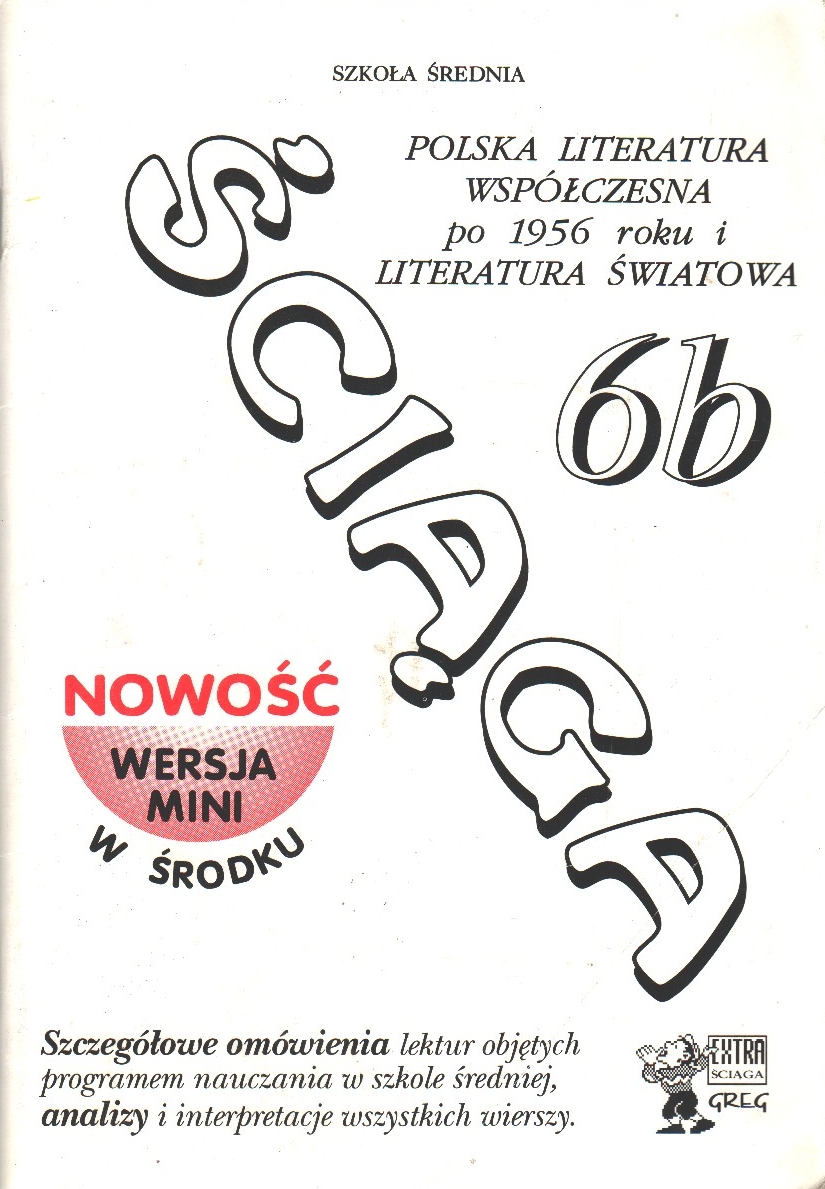 SZKOŁA ŚREDNIA
POLSKA LITERATURA
WSPÓŁCZESNA
po 1956 roku i
LITERATURA ŚWIATOWA
6b
ŚCIĄGA
NOWOŚĆ
WERSJA
MINI
W ŚRODKU
Szczegółowe omówienia lektur objętych
programem nauczania w szkole średniej,
analizy i interpretacje wszystkich wierszy.
EXTRA
ŚCIĄGA
GREG